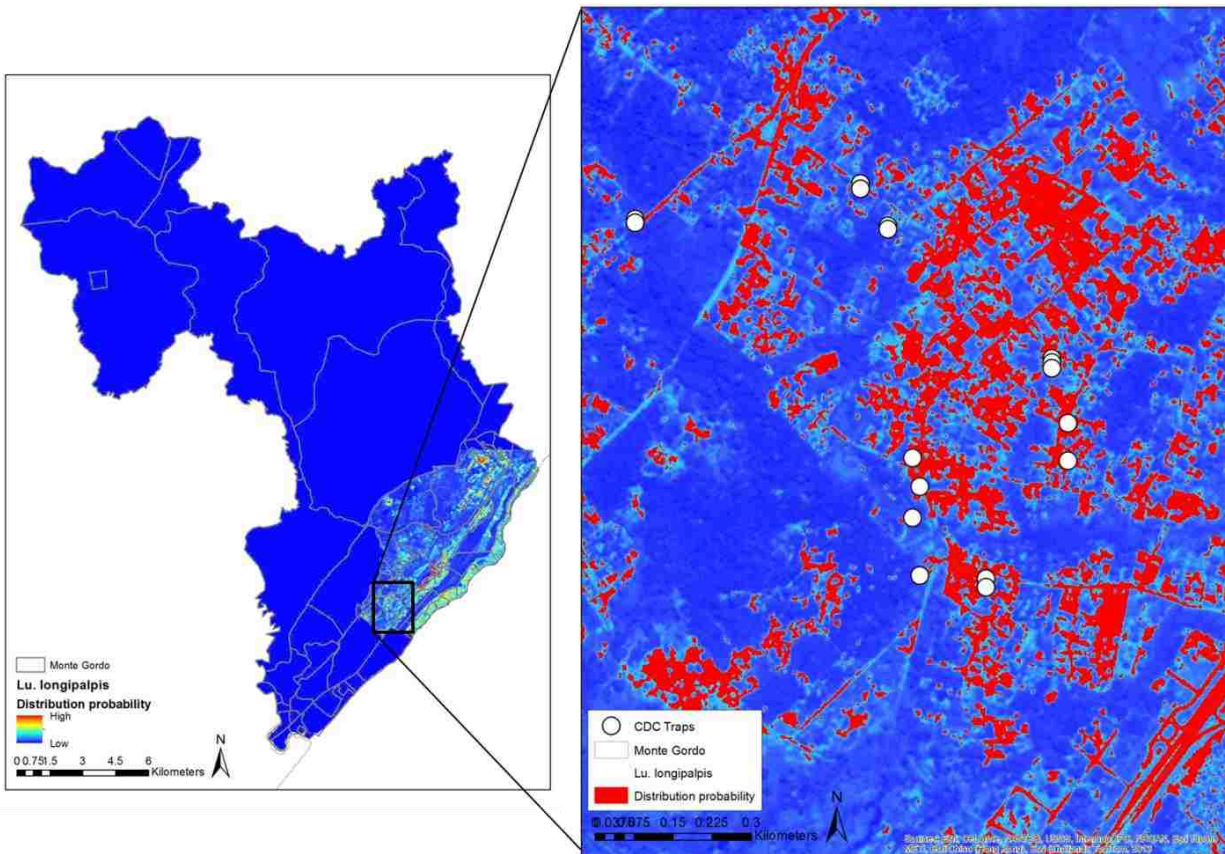 Monte Gordo
Lu. longipalpis
Distribution probability
High
Low
N
0 0.75 1.5 3 4.5 6
Kilometers
CDC Traps
Monte Gordo
Lu. longipalpis
Distribution probability
N
0.15 0.225 0.3
Kilometers